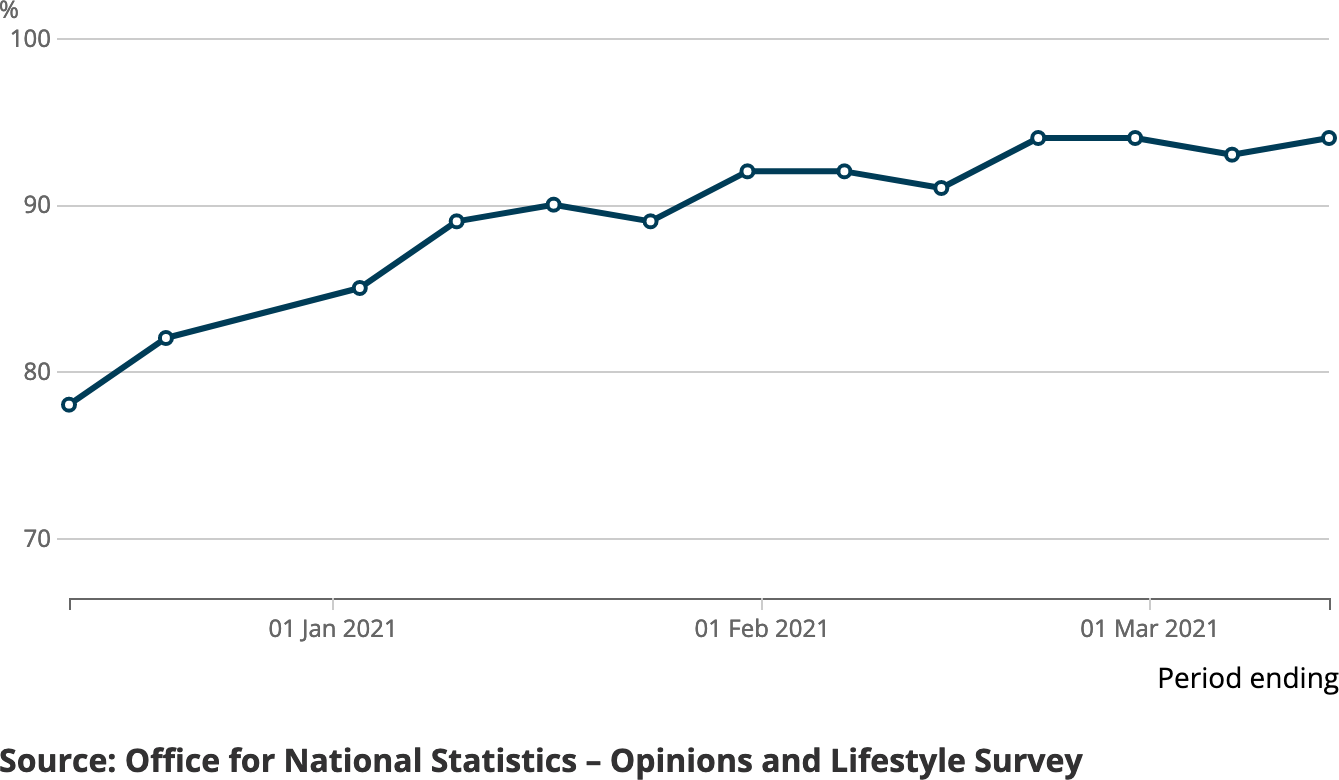 %
100
90
80
70
01 Jan 2021 01 Feb 2021 01 Mar 2021
Period ending
Source: Office for National Statistics – Opinions and Lifestyle Survey